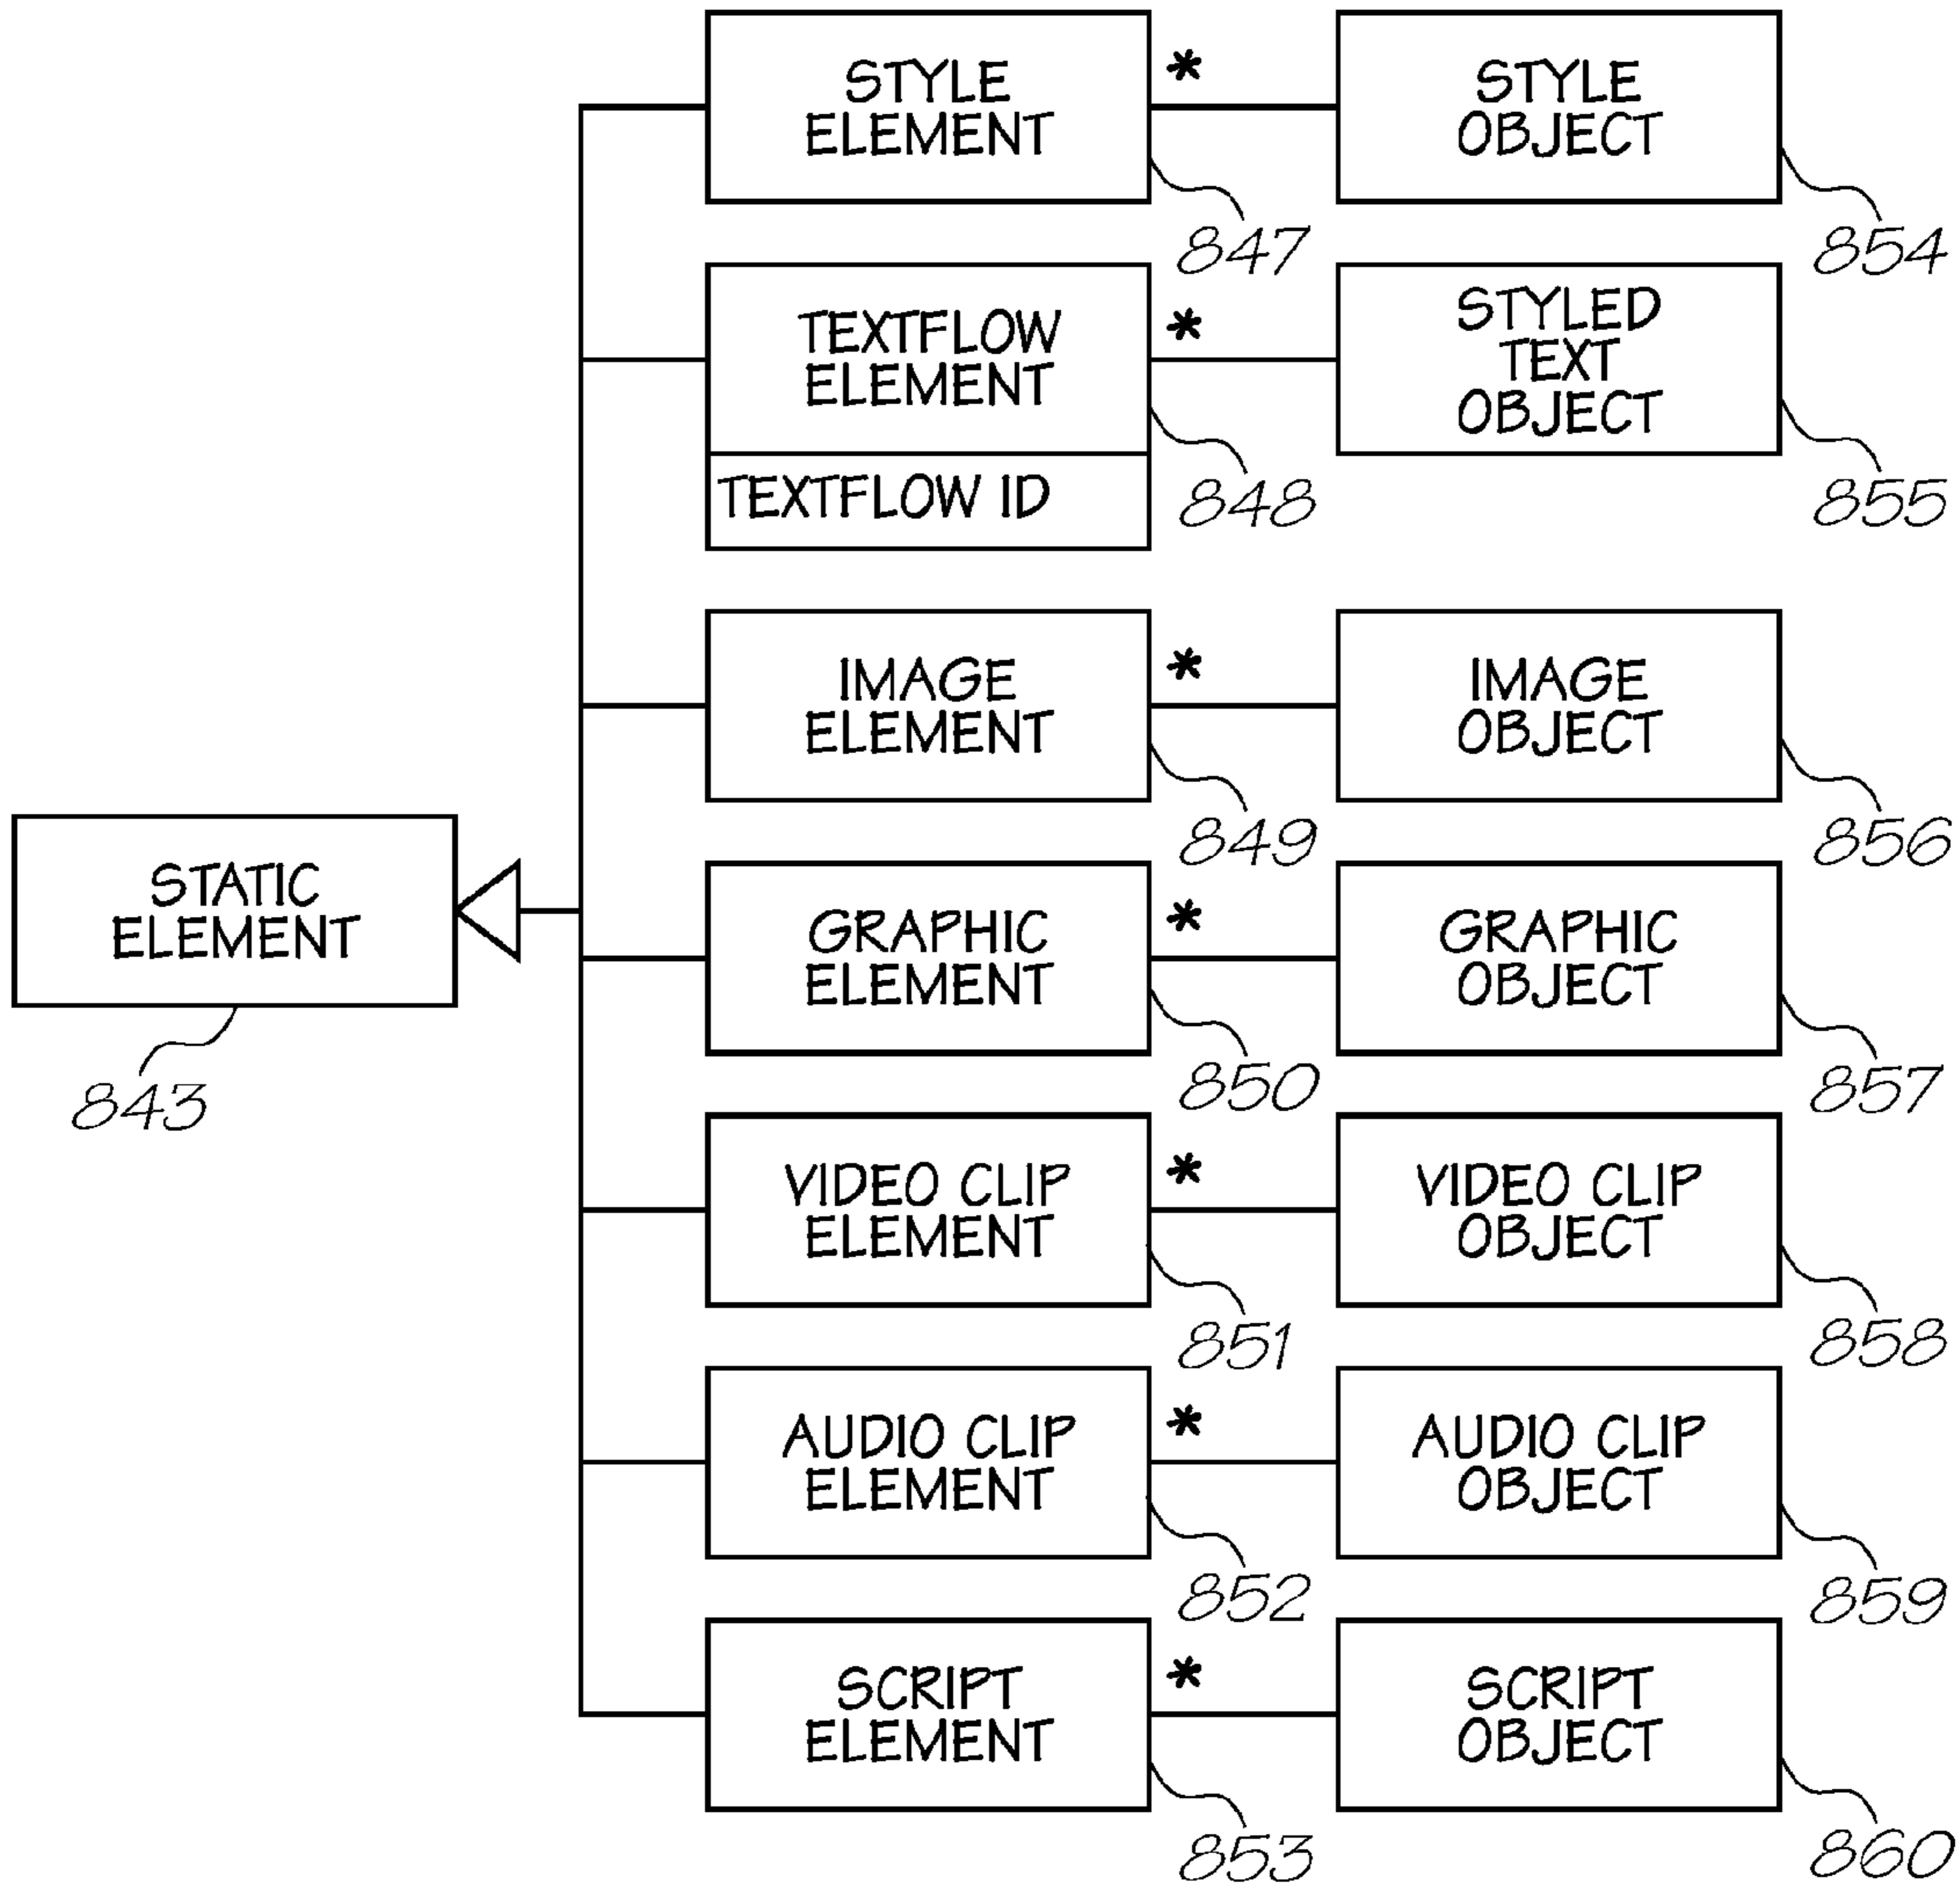 STYLE
ELEMENT
*
STYLE
OBJECT
847
854
TEXTFLOW
ELEMENT
TEXTFLOW ID
*
STYLED
TEXT
OBJECT
848
855
IMAGE
ELEMENT
*
IMAGE
OBJECT
849
856
STATIC
ELEMENT
843
GRAPHIC
ELEMENT
*
GRAPHIC
OBJECT
850
857
VIDEO CLIP
ELEMENT
*
VIDEO CLIP
OBJECT
851
858
AUDIO CLIP
ELEMENT
*
AUDIO CLIP
OBJECT
852
859
SCRIPT
ELEMENT
*
SCRIPT
OBJECT
853
860